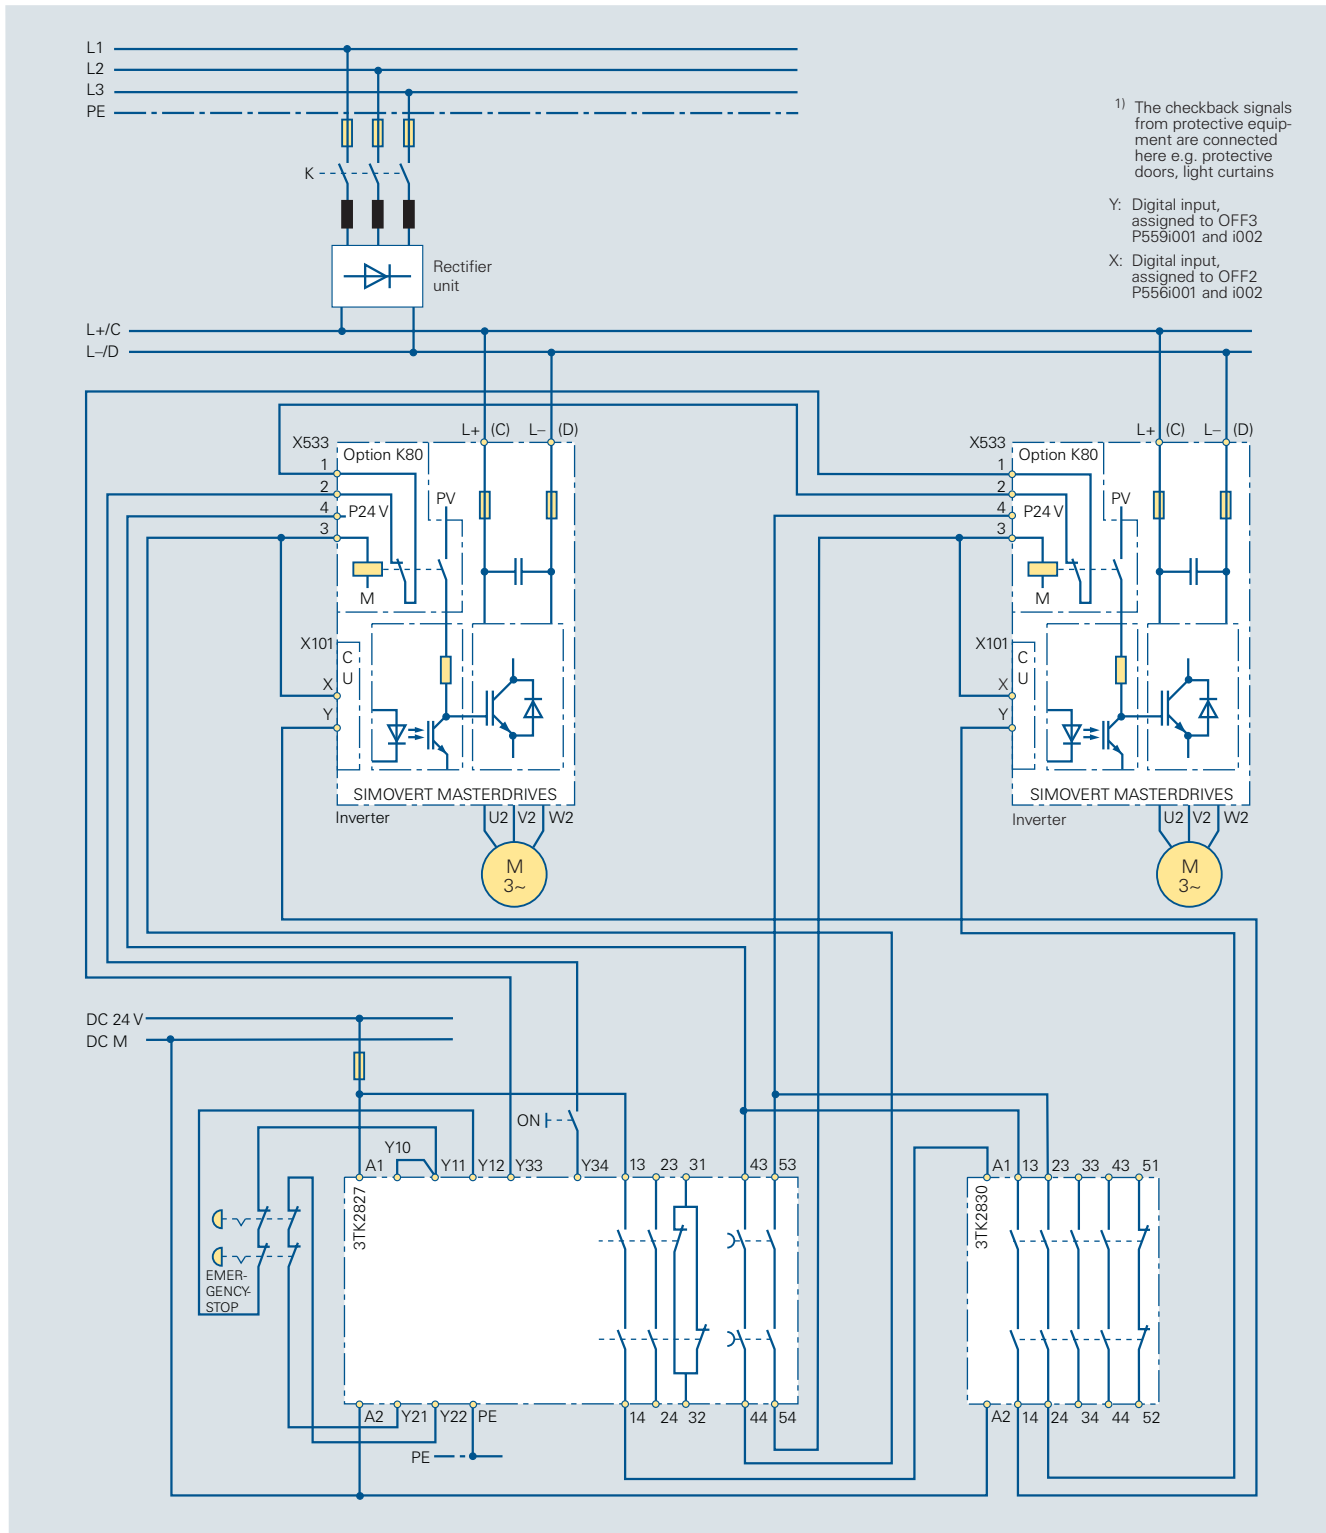 L1
L2
L3
PE
K
Rectifier
unit
1) The checkback signals
from protective equip-
ment are connected
here e.g. protective
doors, light curtains
Y: Digital input,
assigned to OFF3
P559i001 and i002
X: Digital input,
assigned to OFF2
P556i001 and i002
L+/C
L–/D
L+ (C) L– (D)
X533
Option K80
1
2
4
3
P24 V
PV
M
X101
C
U
X
Y
SIMOVERT MASTERDRIVES
Inverter
U2 V2 W2
M
3~
L+ (C) L– (D)
X533
Option K80
1
2
4
3
P24 V
PV
M
X101
C
U
X
Y
SIMOVERT MASTERDRIVES
Inverter
U2 V2 W2
M
3~
DC 24 V
DC M
ON
Y10
A1 Y11 Y12 Y33 Y34 13 23 31 43 53
3TK2827
EMER-
GENCY-
STOP
A2 Y21 Y22 PE 14 24 32 44 54
PE
A1 13 23 33 43 51
3TK2830
A2 14 24 34 44 52